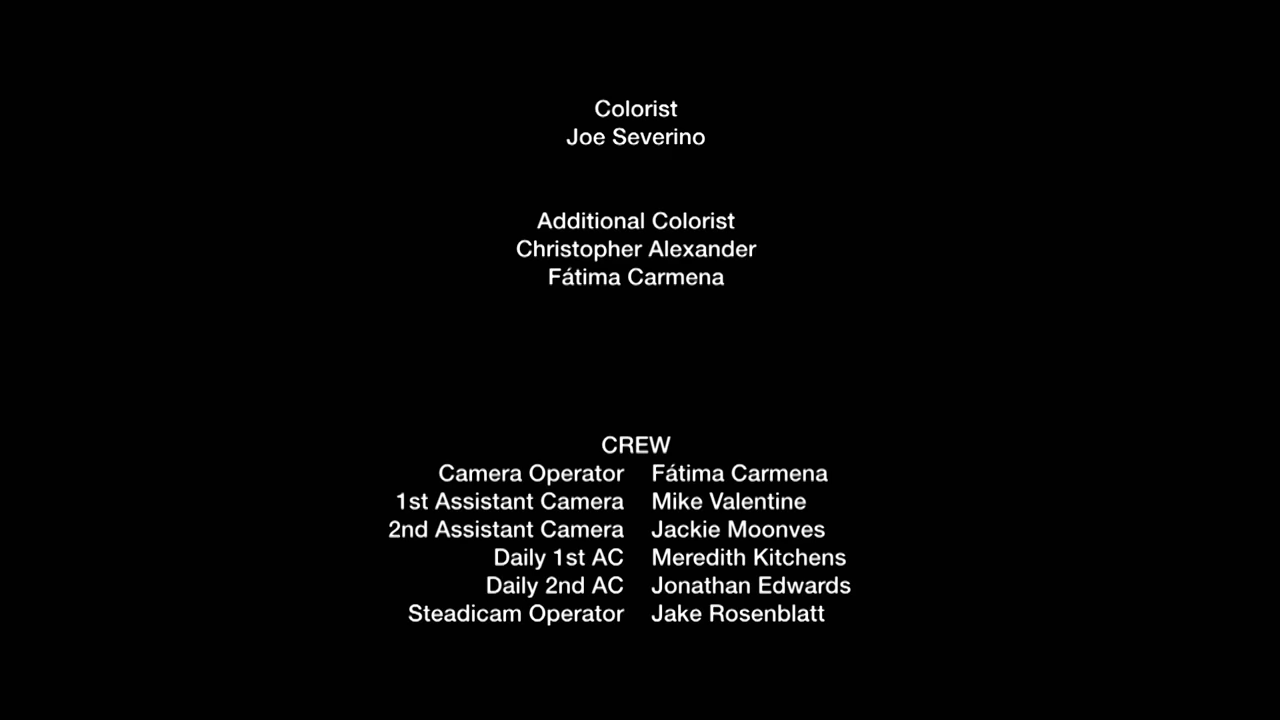 Colorist
Joe Severino
Additional Colorist
Christopher Alexander
Fátima Carmena
CREW
Camera Operator Fátima Carmena
1st Assistant Camera Mike Valentine
2nd Assistant Camera Jackie Moonves
Daily 1st AC Meredith Kitchens
Daily 2nd AC Jonathan Edwards
Steadicam Operator Jake Rosenblatt